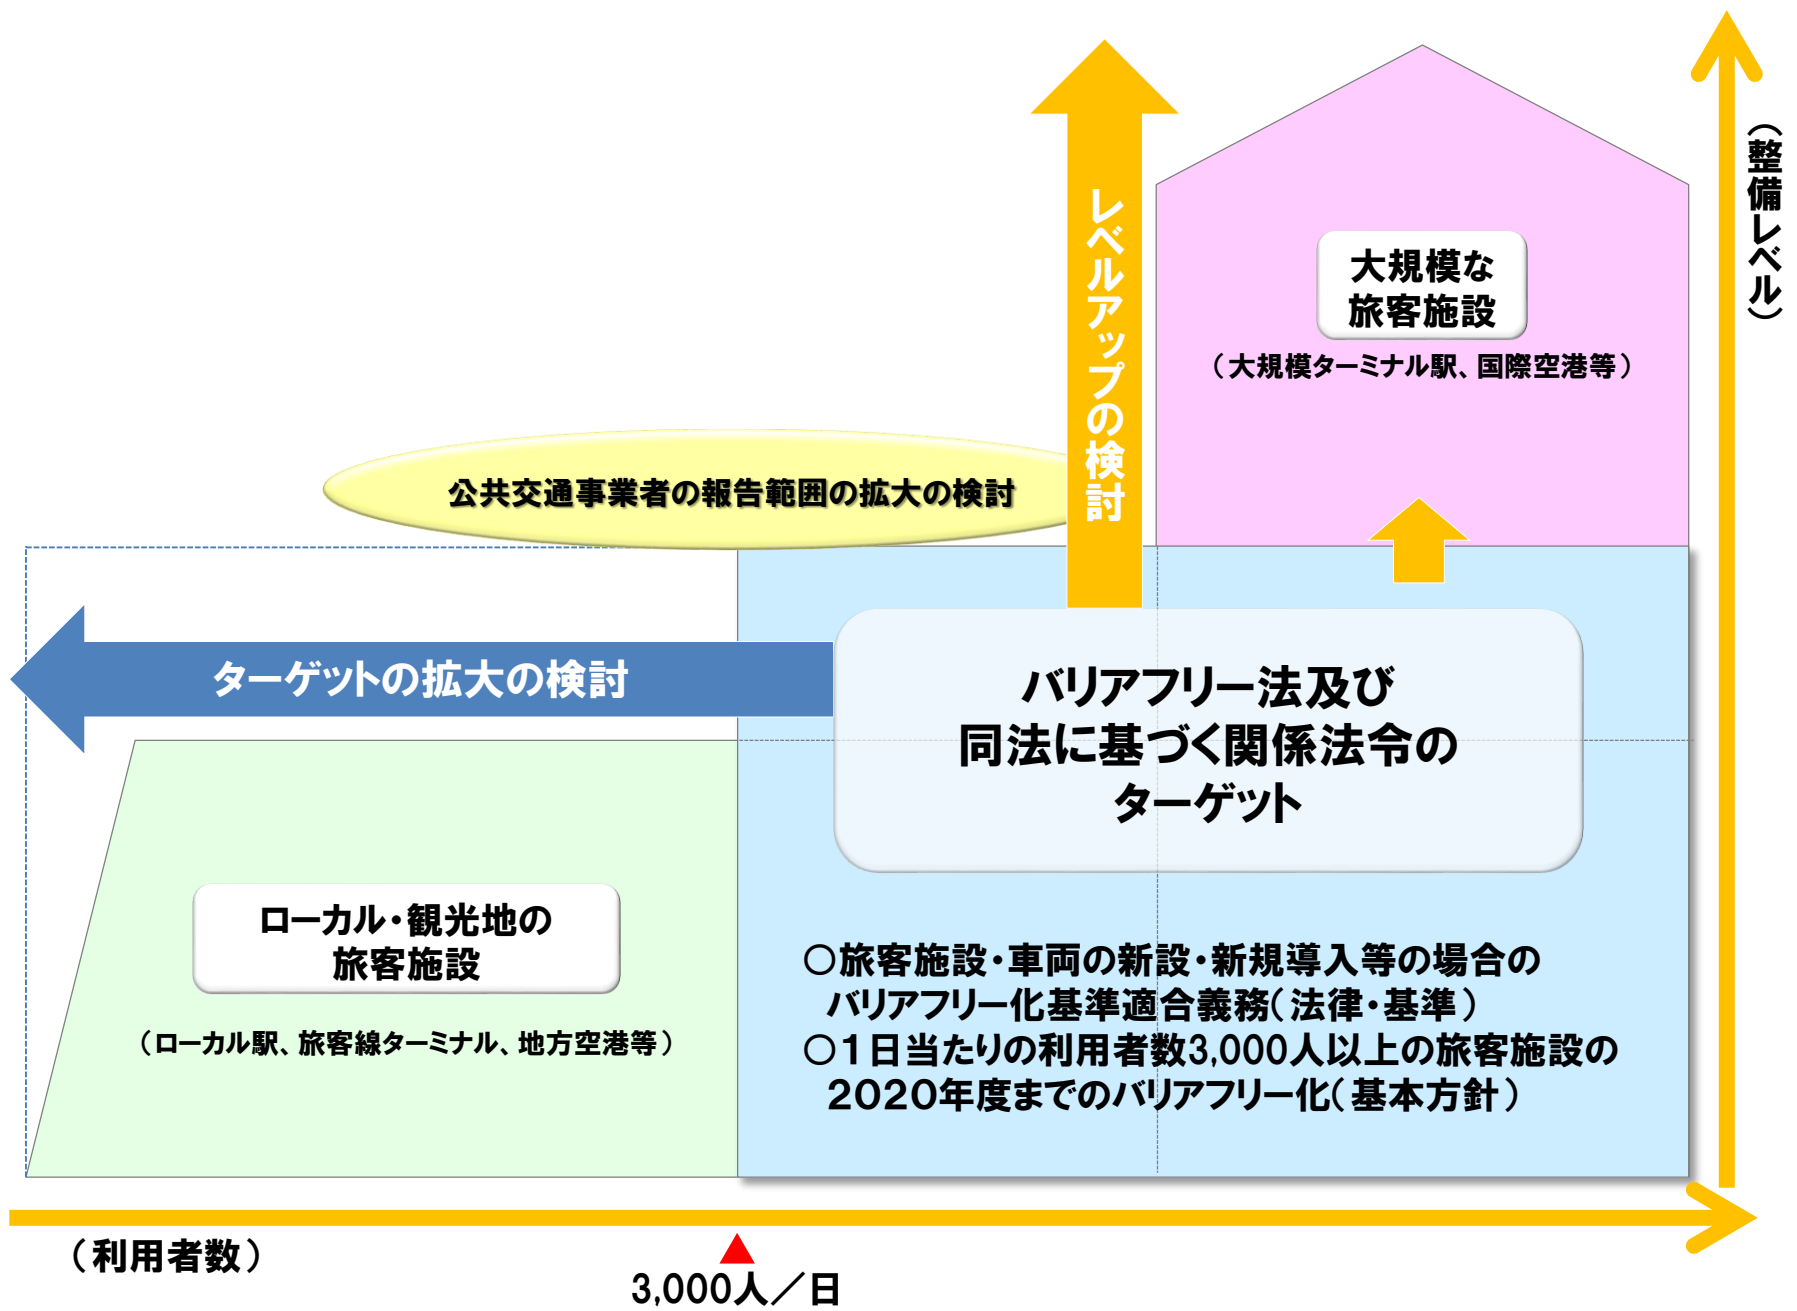 （整備レベル）
レベルアップの検討
大規模な
旅客施設
（大規模ターミナル駅、国際空港等）
公共交通事業者の報告範囲の拡大の検討
ターゲットの拡大の検討
バリアフリー法及び
同法に基づく関係法令の
ターゲット
ローカル・観光地の
旅客施設
（ローカル駅、旅客線ターミナル、地方空港等）
○旅客施設・車両の新設・新規導入等の場合の
バリアフリー化基準適合義務（法律・基準）
○１日当たりの利用者数3,000人以上の旅客施設の
２０２０年度までのバリアフリー化（基本方針）
（利用者数）
3,000人／日